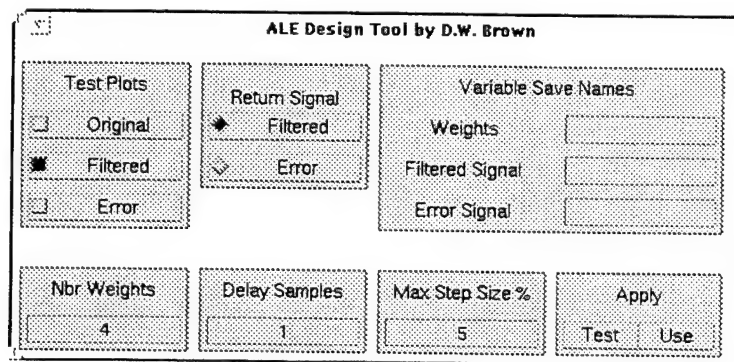 ALE Design Tool by D.W. Brown
Test Plots
Original
Filtered
Error
Return Signal
Filtered
Error
Variable Save Names
Weights
Filtered Signal
Error Signal
Nbr Weights
4
Delay Samples
1
Max Step Size %
5
Apply
Test Use